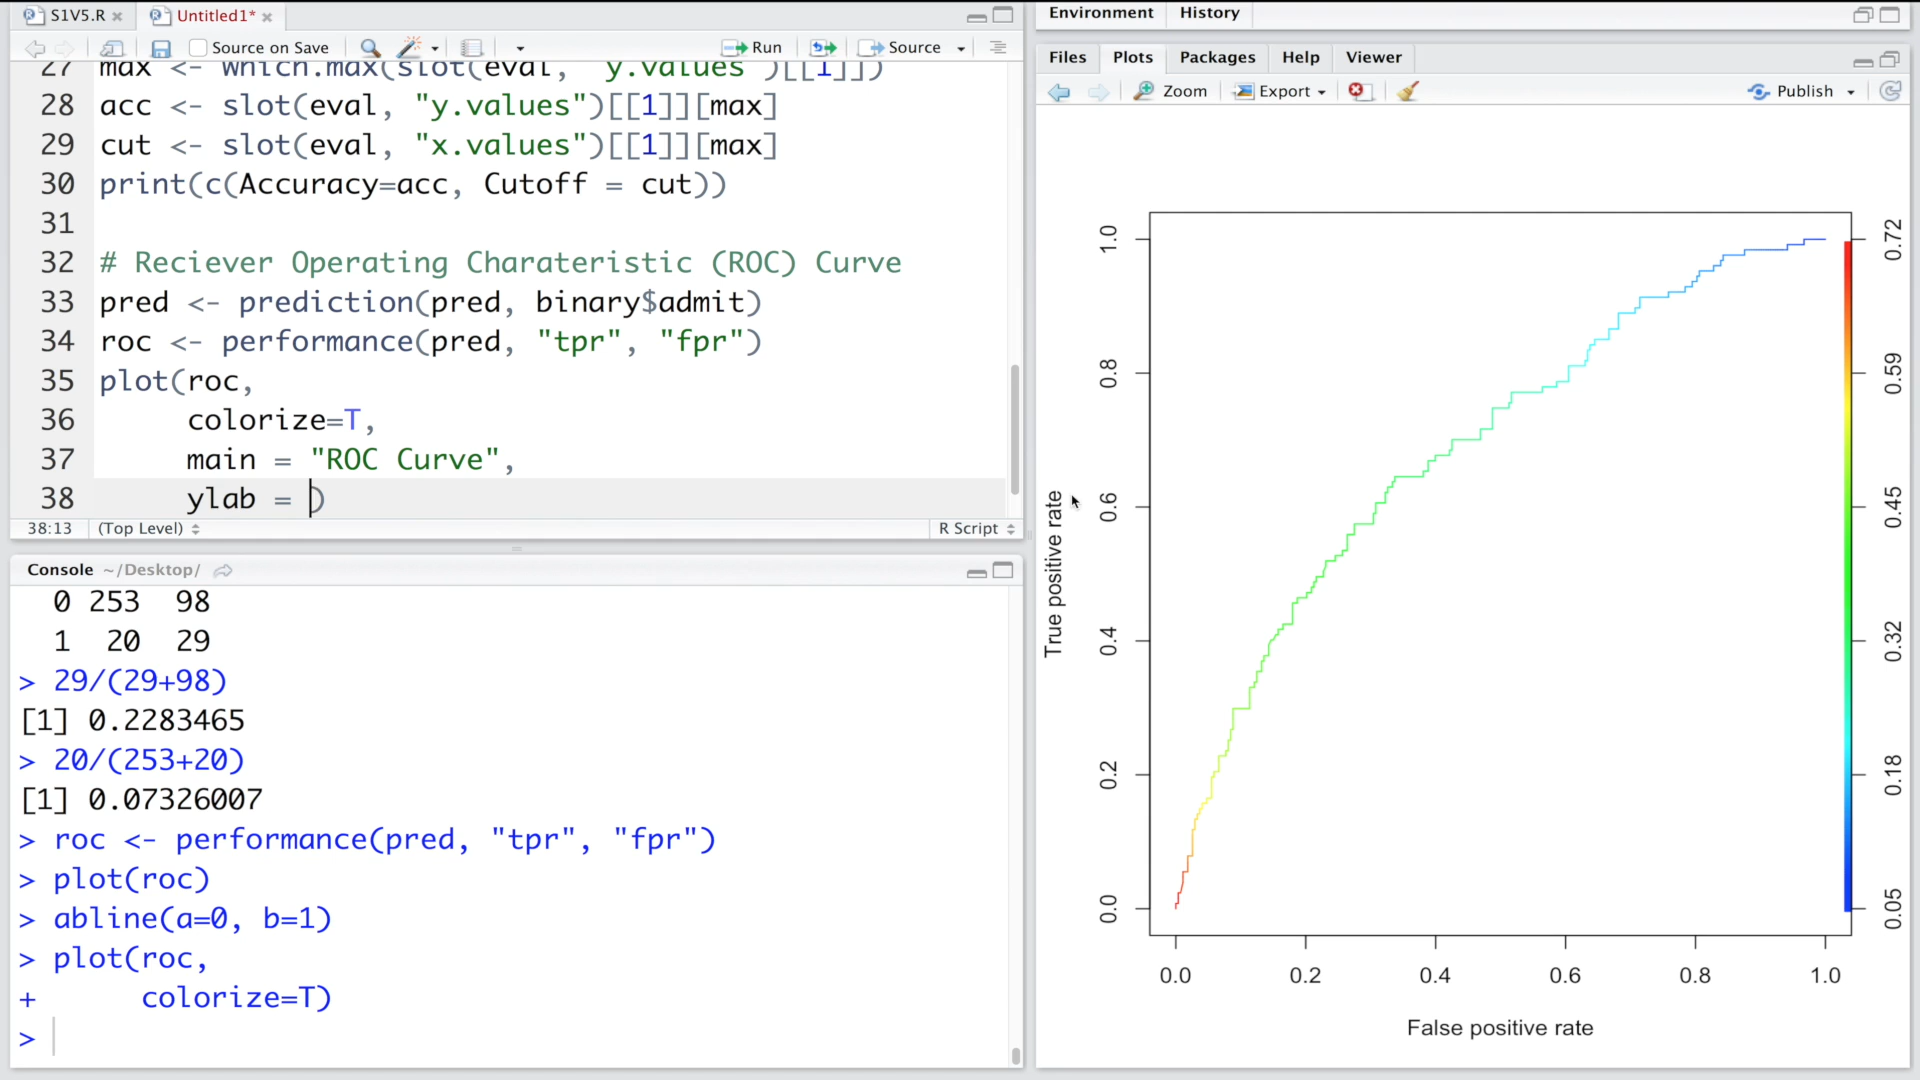 S1V5.R
Untitled1*
Source on Save
Run
Source
27 max <- which.max(slot(eval, "y.values")[[1]])
28 acc <- slot(eval, "y.values")[[1]][max]
29 cut <- slot(eval, "x.values")[[1]][max]
30 print(c(Accuracy=acc, Cutoff = cut))
31
32 # Reciever Operating Charateristic (ROC) Curve
33 pred <- prediction(pred, binary$admit)
34 roc <- performance(pred, "tpr", "fpr")
35 plot(roc,
36 colorize=T,
37 main = "ROC Curve",
38 ylab = )
38:13 (Top Level) R Script
Console ~/Desktop/
0 253 98
1 20 29
> 29/(29+98)
[1] 0.2283465
> 20/(253+20)
[1] 0.07326007
> roc <- performance(pred, "tpr", "fpr")
> plot(roc)
> abline(a=0, b=1)
> plot(roc,
+ colorize=T)
>
Environment History
Files Plots Packages Help Viewer
Zoom Export Publish
True positive rate
1.0
0.8
0.6
0.4
0.2
0.0
0.72
0.59
0.45
0.32
0.18
0.05
0.0 0.2 0.4 0.6 0.8 1.0
False positive rate